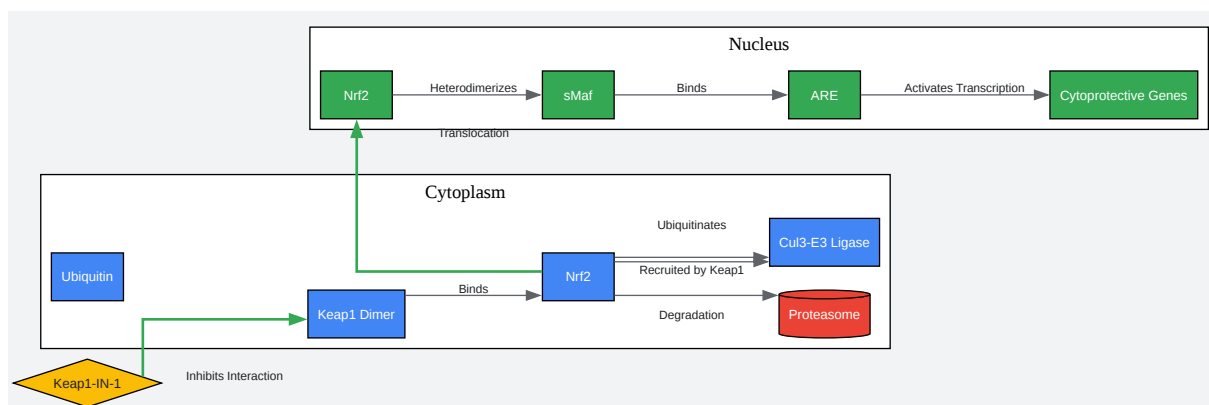 Nucleus
Nrf2
Heterodimerizes
sMaf
Binds
ARE
Activates Transcription
Cytoprotective Genes
Translocation
Cytoplasm
Ubiquitinates
Cul3-E3 Ligase
Ubiquitin
Nrf2
Recruited by Keap1
Binds
Keap1 Dimer
Degradation
Proteasome
Keap1-IN-1
Inhibits Interaction